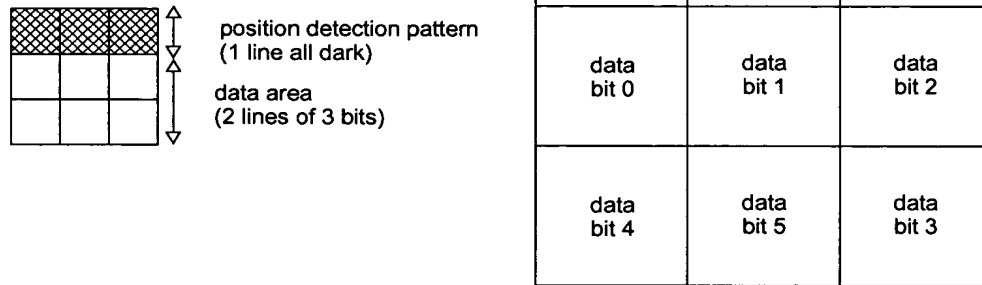 position detection pattern
(1 line all dark)
data area
(2 lines of 3 bits)
data
bit 0
data
bit 1
data
bit 2
data
bit 4
data
bit 5
data
bit 3